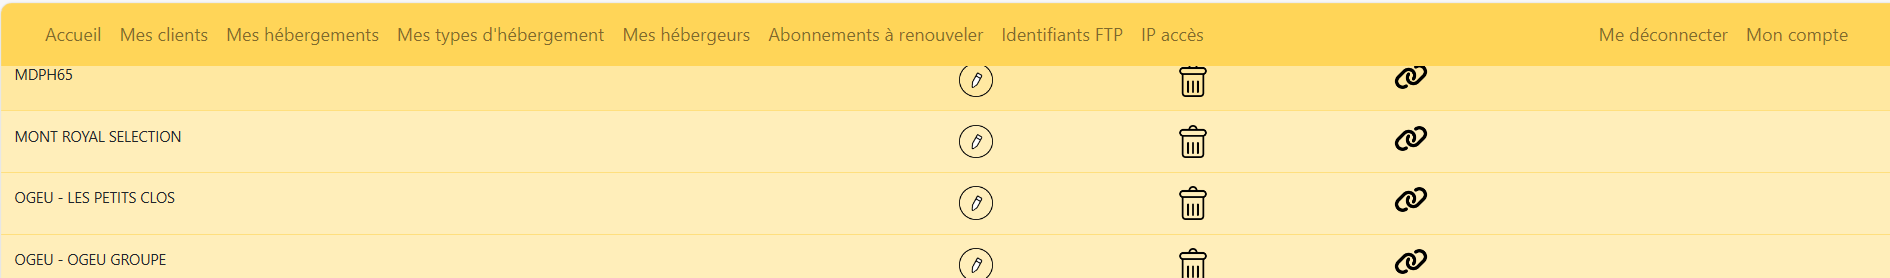 Accueil Mes clients Mes hébergements Mes types d'hébergement Mes hébergeurs Abonnements à renouveler Identifiants FTP IP accès Me déconnecter Mon compte
MDPH65
MONT ROYAL SELECTION
OGEU - LES PETITS CLOS
OGEU - OGEU GROUPE